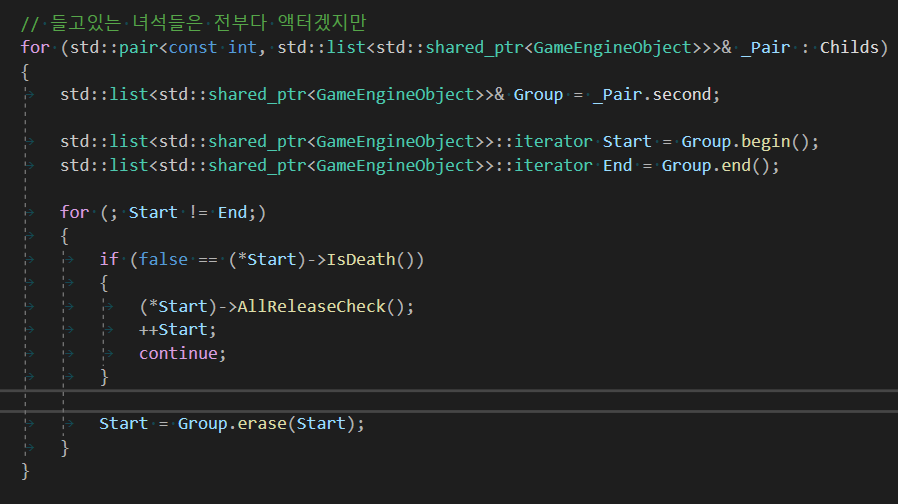 // 들고있는 녀석들은 전부다 액터겠지만
for (std::pair<const int, std::list<std::shared_ptr<GameEngineObject>>>& _Pair : Childs)
{
std::list<std::shared_ptr<GameEngineObject>>& Group = _Pair.second;
std::list<std::shared_ptr<GameEngineObject>>::iterator Start = Group.begin();
std::list<std::shared_ptr<GameEngineObject>>::iterator End = Group.end();
for (; Start != End;)
{
if (false == (*Start)->IsDeath())
{
(*Start)->AllReleaseCheck();
++Start;
continue;
}
Start = Group.erase(Start);
}
}